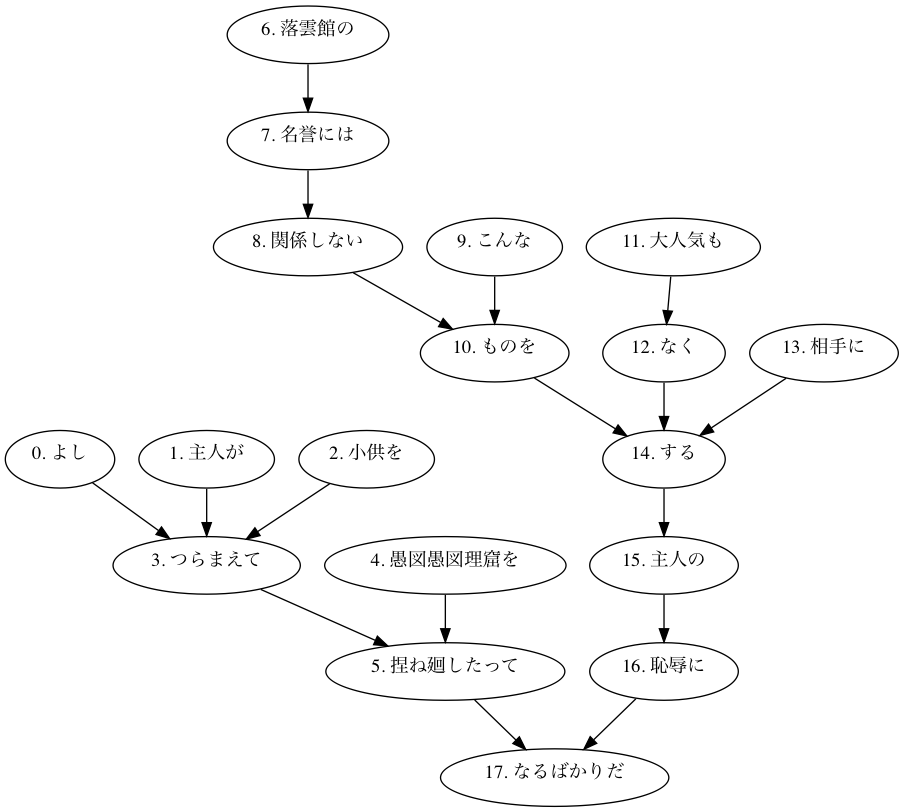 6. 落雲館の
7. 名誉には
8. 関係しない
9. こんな
11. 大人気も
10. ものを
12. なく
13. 相手に
0. よし
1. 主人が
2. 小供を
14. する
3. つらまえて
4. 愚図愚図理窟を
15. 主人の
5. 捏ね廻したって
16. 恥辱に
17. なるばかりだ